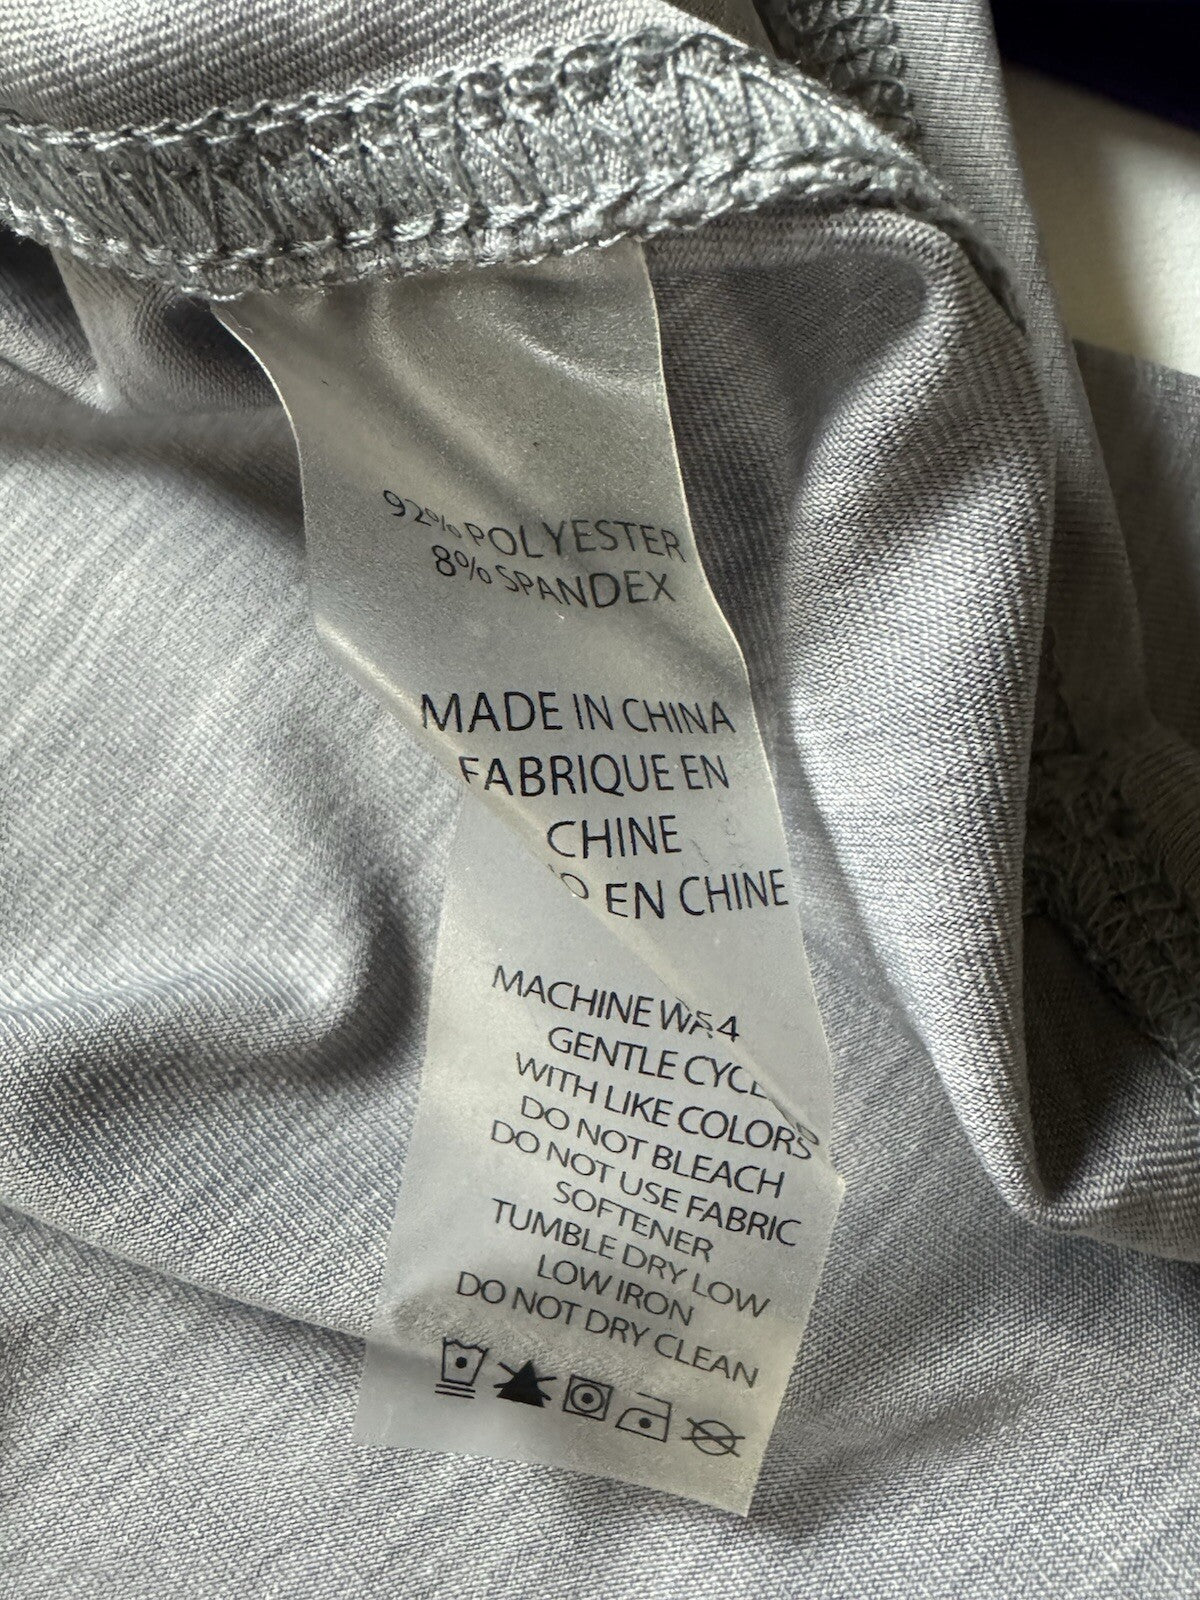 92% POLYESTER
8% SPANDEX
MADE IN CHINA
FABRIQUE EN
CHINE
EN CHINE
MACHINE
GENTLE
WITH LIKE COLORS
DO NOT BLEACH
DO NOT USE FABRIC
SOFTENER
TUMBLE DRY LOW
LOW IRON
DO NOT DRY CLEAN